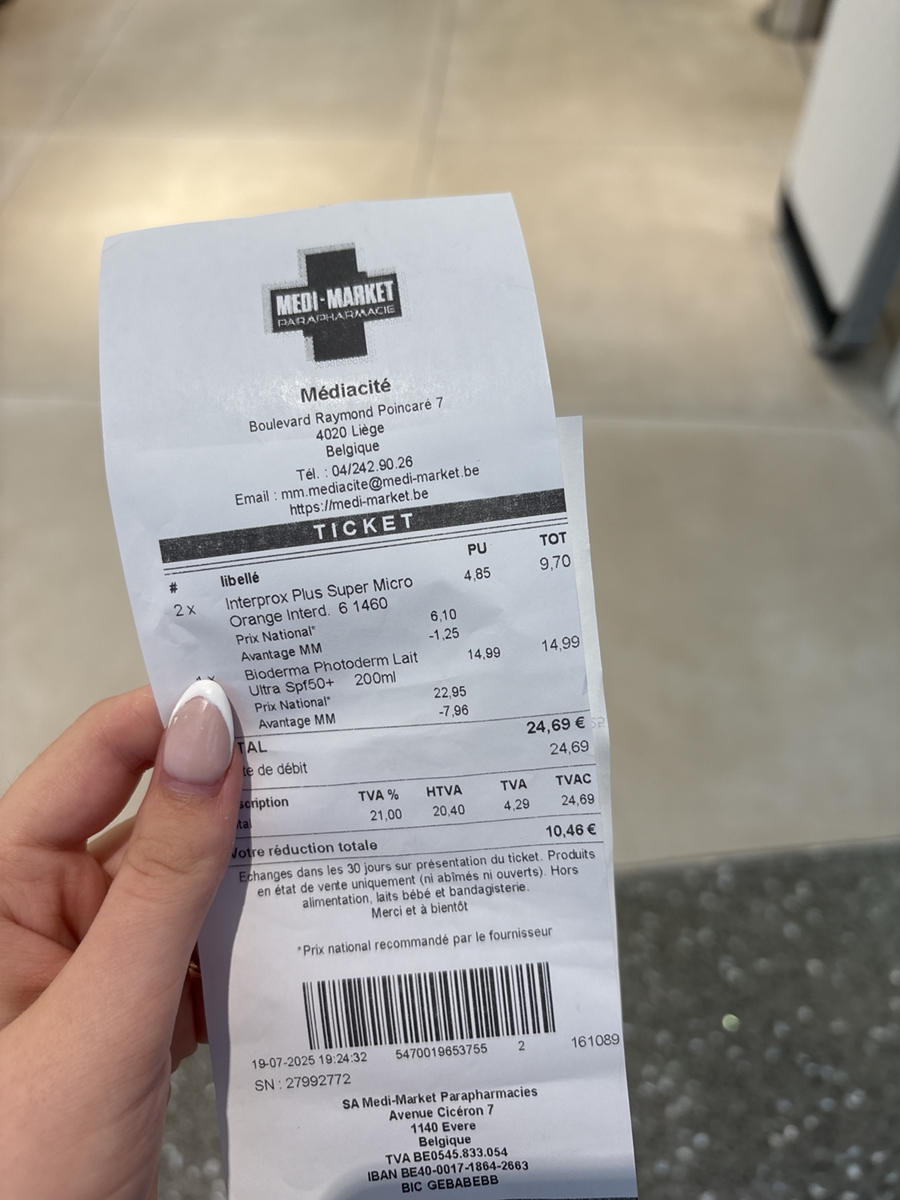 MEDI-MARKET
PARAPHARMACIE
Médiacité
Boulevard Raymond Poincaré 7
4020 Liège
Belgique
Tél. : 04/242.90.26
Email : mm.mediacite@medi-market.be
https://medi-market.be
TICKET
# libellé PU TOT
2 x Interprox Plus Super Micro 4,85 9,70
Orange Interd. 6 1460
Prix National* 6,10
Avantage MM -1,25
Bioderma Photoderm Lait 14,99 14,99
Ultra Spf50+ 200ml
Prix National* 22,95
Avantage MM -7,96
TAL 24,69 €
te de débit 24,69
scription TVA % HTVA TVA TVAC
tal 21,00 20,40 4,29 24,69
Votre réduction totale 10,46 €
Echanges dans les 30 jours sur présentation du ticket. Produits
en état de vente uniquement (ni abîmés ni ouverts). Hors
alimentation, laits bébé et bandagisterie.
Merci et à bientôt
*Prix national recommandé par le fournisseur
19-07-2025 19:24:32 5470019653755 2 161089
SN : 27992772
SA Medi-Market Parapharmacies
Avenue Cicéron 7
1140 Evere
Belgique
TVA BE0545.833.054
IBAN BE40-0017-1864-2663
BIC GEBABEBB